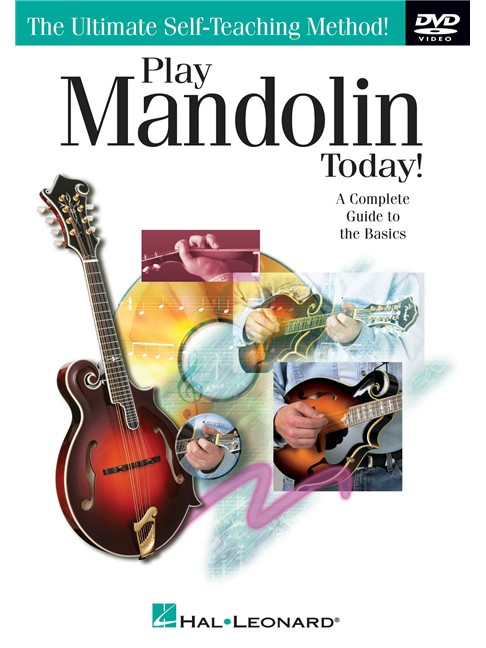 The Ultimate Self-Teaching Method!
DVD
VIDEO
Play
Mandolin
Today!
A Complete
Guide to
the Basics
HAL•LEONARD®